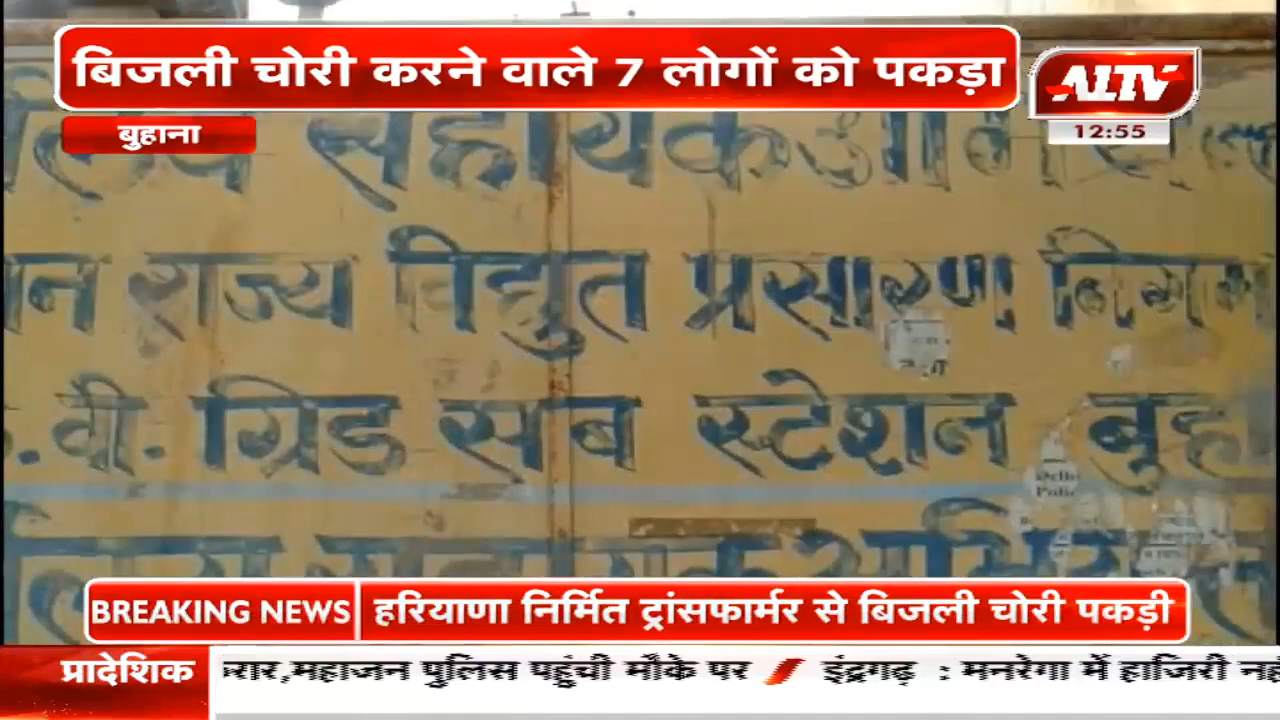 बिजली चोरी करने वाले 7 लोगों को पकड़ा
ALTV
12:55
बुहाना
सहायक
राज्य विद्युत प्रसारण निगम
वी. ग्रिड सब स्टेशन बुहा
BREAKING NEWS हरियाणा निर्मित ट्रांसफार्मर से बिजली चोरी पकड़ी
प्रादेशिक महाजन पुलिस पहुंची मौके पर / इंद्रगढ़ : मनरेगा में हाजिरी